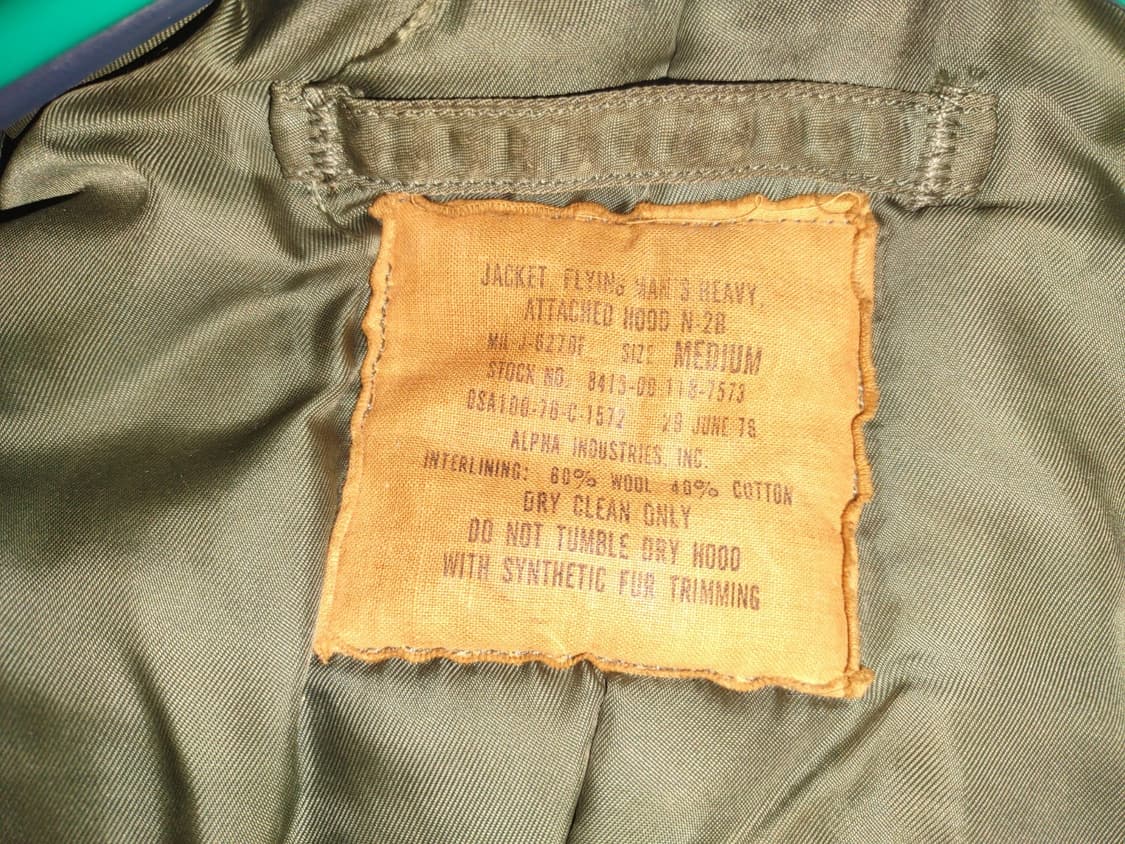 JACKET, FLYING MAN'S HEAVY,
ATTACHED HOOD N-2B
MIL J-6279F SIZE MEDIUM
STOCK NO. 8415-00 118-7573
DSA100-76-C-1572 28 JUNE 76
ALPHA INDUSTRIES, INC.
INTERLINING: 60% WOOL 40% COTTON
DRY CLEAN ONLY
DO NOT TUMBLE DRY HOOD
WITH SYNTHETIC FUR TRIMMING